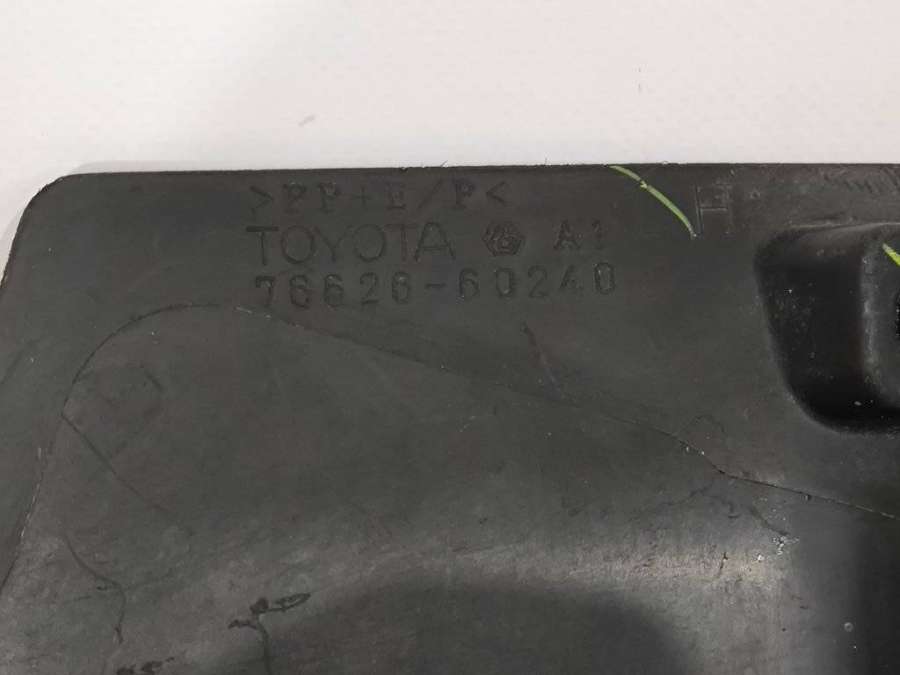 >PP+E/P<
TOYOTA A1
76626-60240
H